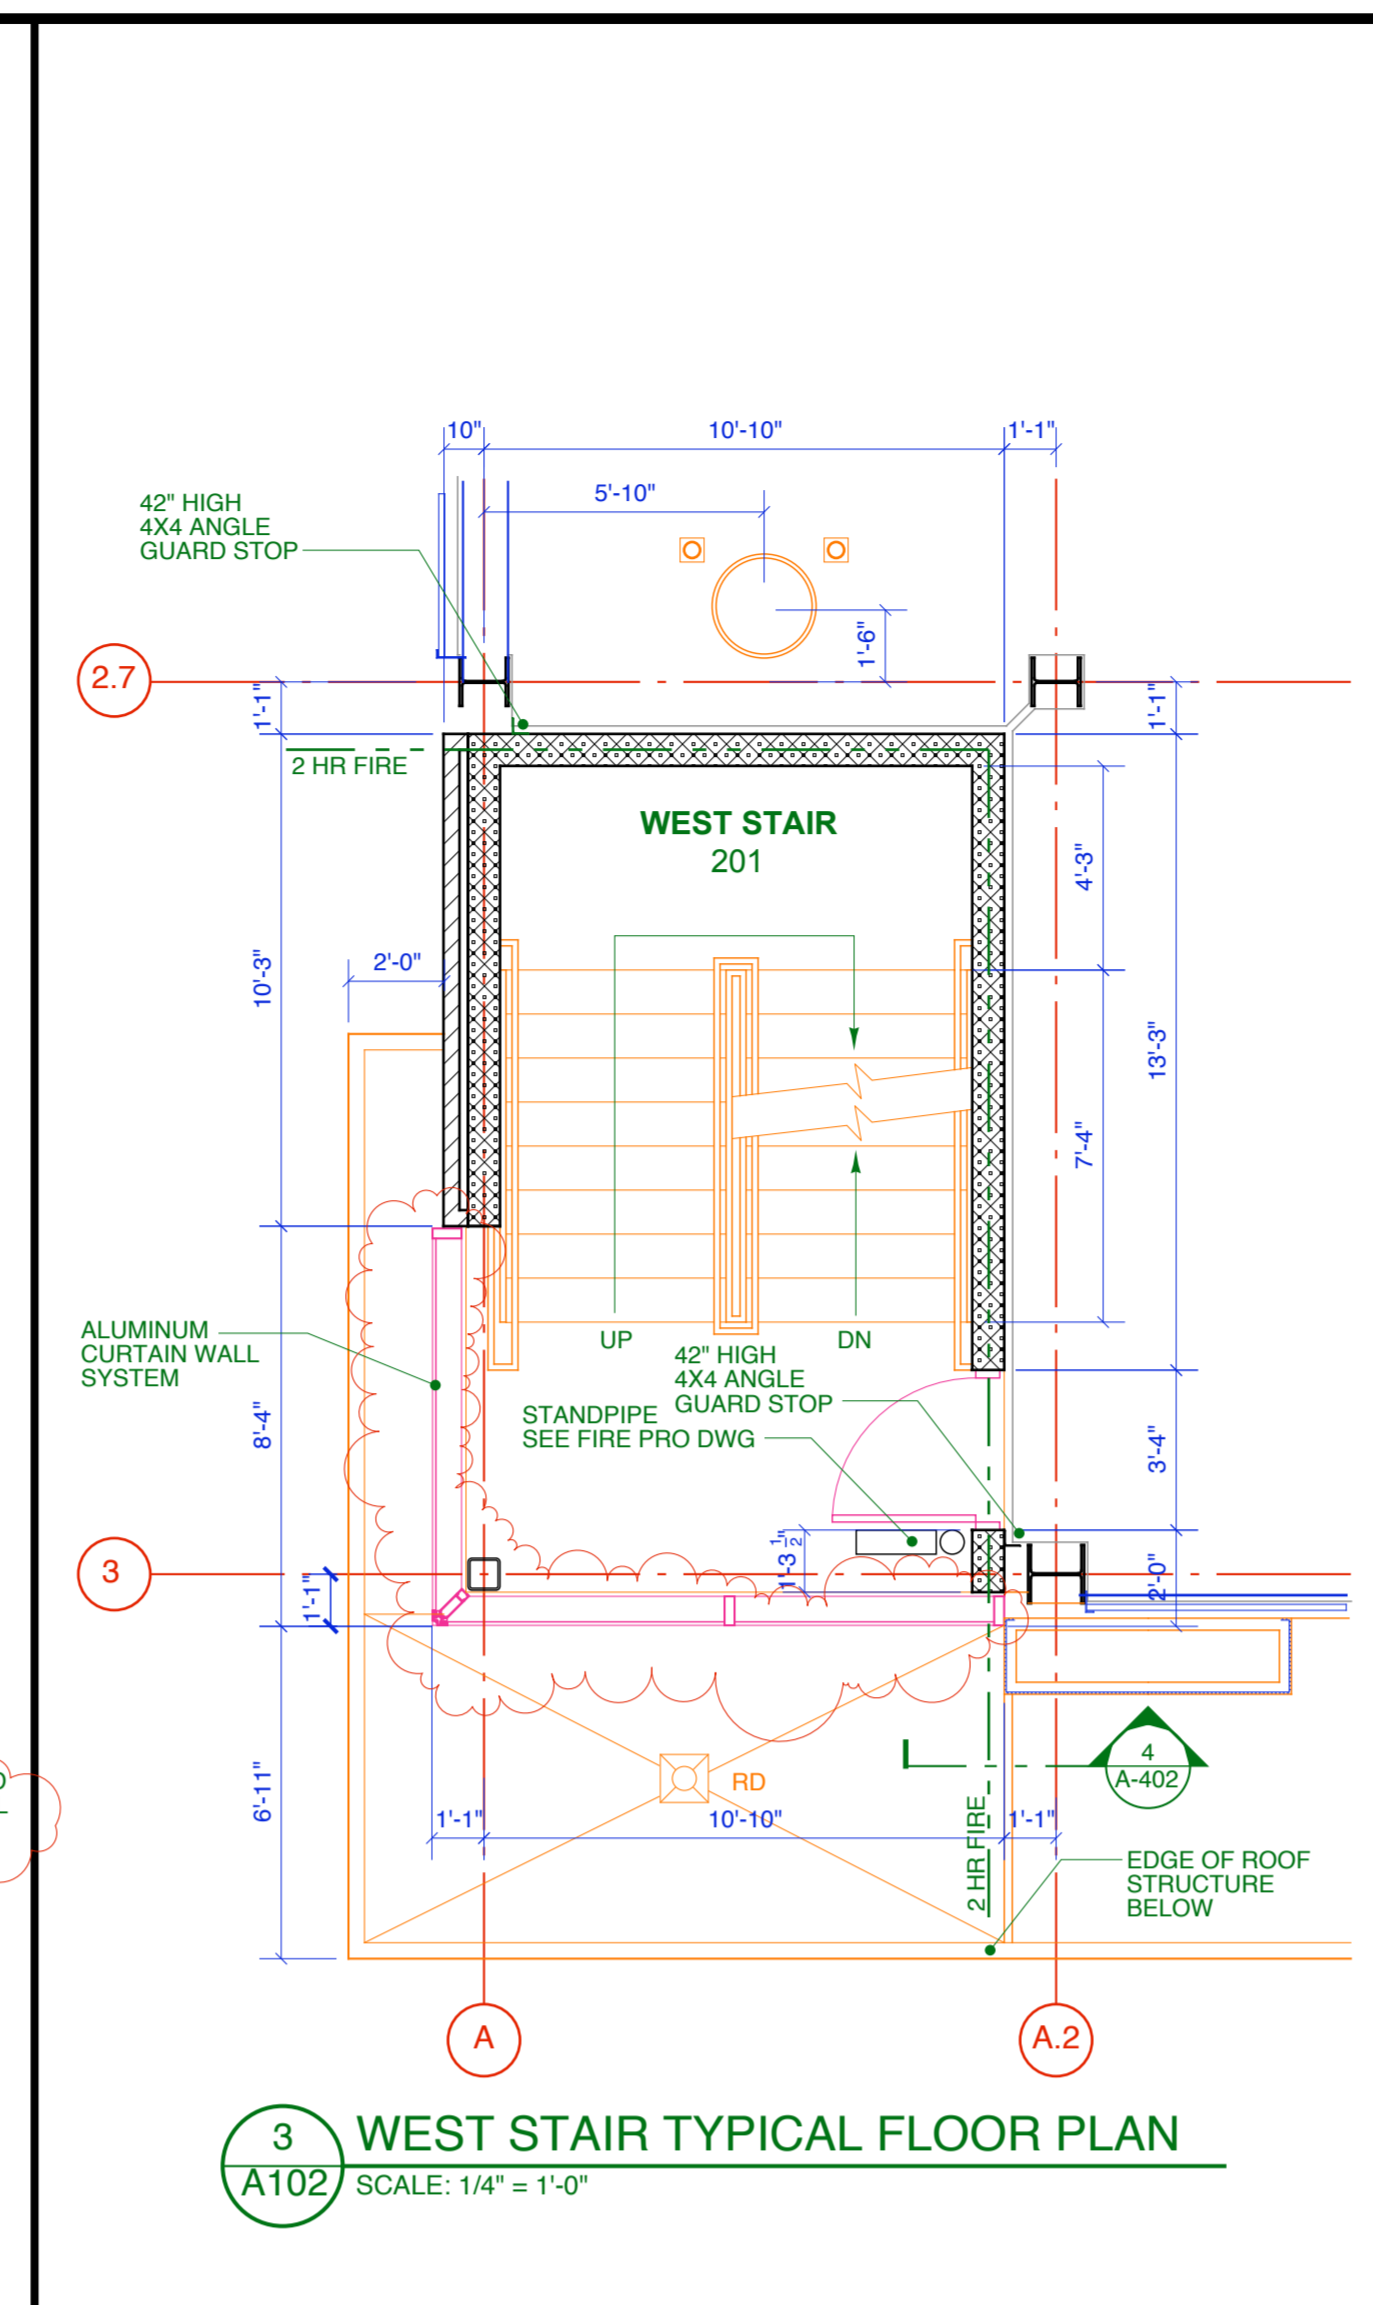 10"
10'-10"
1'-1"
5'-10"
42" HIGH
4X4 ANGLE
GUARD STOP
1'-6"
2.7
1'-1"
1'-1"
2 HR FIRE
WEST STAIR
201
4'-3"
2'-0"
10'-3"
13'-3"
7'-4"
UP
DN
ALUMINUM
CURTAIN WALL
SYSTEM
42" HIGH
4X4 ANGLE
GUARD STOP
STANDPIPE
SEE FIRE PRO DWG
8'-4"
3'-4"
1'-3 1/2"
3
1'-1"
2'-0"
4
A-402
RD
6'-11"
1'-1"
10'-10"
1'-1"
2 HR FIRE
EDGE OF ROOF
STRUCTURE
BELOW
A
A.2
3
A102
WEST STAIR TYPICAL FLOOR PLAN
SCALE: 1/4" = 1'-0"